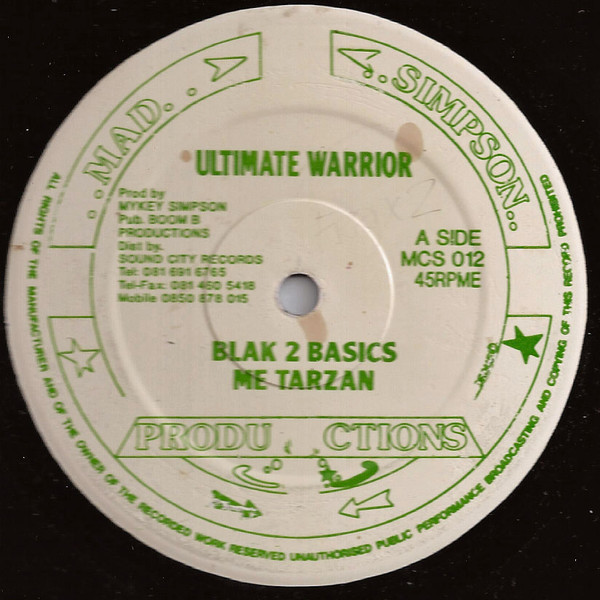 ..MAD..
..SIMPSON..
ULTIMATE WARRIOR
Prod by
MYKEY SIMPSON
Pub. BOOM B
PRODUCTIONS
Dist by.
SOUND CITY RECORDS
Tel: 081 691 6765
Tel-Fax: 081 460 5418
Mobile 0850 878 015
A SIDE
MCS 012
45RPME
BLAK 2 BASICS
ME TARZAN
PRODU CTIONS
ALL RIGHTS OF THE MANUFACTURER AND OF THE OWNER OF THE RECORDED WORK RESERVED UNAUTHORISED PUBLIC PERFORMANCE BROADCASTING AND COPYING OF THIS RECORD PROHIBITED